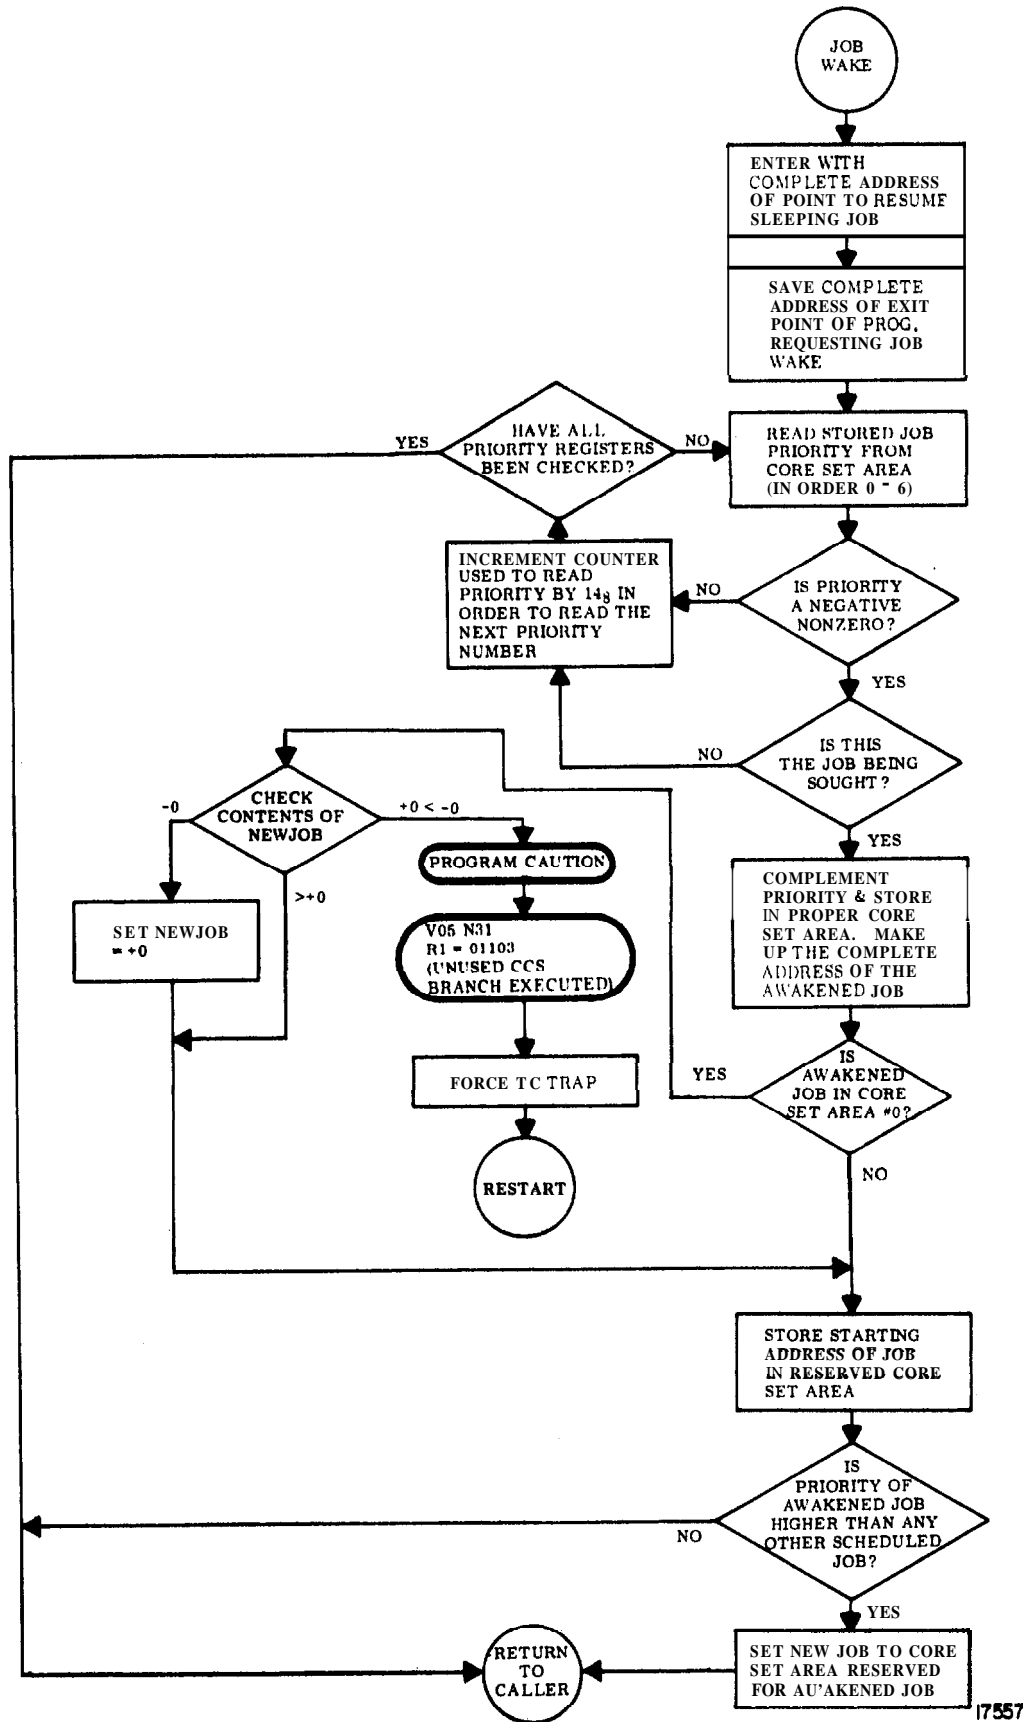 JOB
WAKE
ENTER WITH
COMPLETE ADDRESS
OF POINT TO RESUME
SLEEPING JOB
SAVE COMPLETE
ADDRESS OF EXIT
POINT OF PROG.
REQUESTING JOB
WAKE
READ STORED JOB
PRIORITY FROM
CORE SET AREA
(IN ORDER 0 - 6)
HAVE ALL
PRIORITY REGISTERS
BEEN CHECKED?
YES
NO
INCREMENT COUNTER
USED TO READ
PRIORITY BY 14₈ IN
ORDER TO READ THE
NEXT PRIORITY
NUMBER
IS PRIORITY
A NEGATIVE
NONZERO?
NO
YES
IS THIS
THE JOB BEING
SOUGHT?
NO
YES
CHECK
CONTENTS OF
NEWJOB
-0
+0 < -0
>+0
PROGRAM CAUTION
SET NEWJOB
= +0
V05 N31
R1 = 01103
(UNUSED CCS
BRANCH EXECUTED)
COMPLEMENT
PRIORITY & STORE
IN PROPER CORE
SET AREA. MAKE
UP THE COMPLETE
ADDRESS OF THE
AWAKENED JOB
FORCE TC TRAP
RESTART
IS
AWAKENED
JOB IN CORE
SET AREA #0?
YES
NO
STORE STARTING
ADDRESS OF JOB
IN RESERVED CORE
SET AREA
IS
PRIORITY OF
AWAKENED JOB
HIGHER THAN ANY
OTHER SCHEDULED
JOB?
NO
YES
RETURN
TO
CALLER
SET NEW JOB TO CORE
SET AREA RESERVED
FOR AU'AKENED JOB
17557